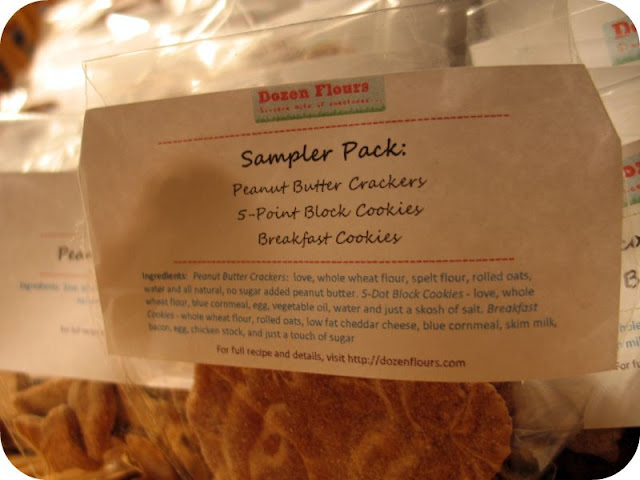 Dozen Flours
Sampler Pack:
Peanut Butter Crackers
5-Point Block Cookies
Breakfast Cookies
Ingredients: Peanut Butter Crackers: love, whole wheat flour, spelt flour, rolled oats,
water and all natural, no sugar added peanut butter. 5-Dot Block Cookies - love, whole
wheat flour, blue cornmeal, egg, vegetable oil, water and just a skosh of salt. Breakfast
Cookies - whole wheat flour, rolled oats, low fat cheddar cheese, blue cornmeal, skim milk,
bacon, egg, chicken stock, and just a touch of sugar
For full recipe and details, visit http://dozenflours.com